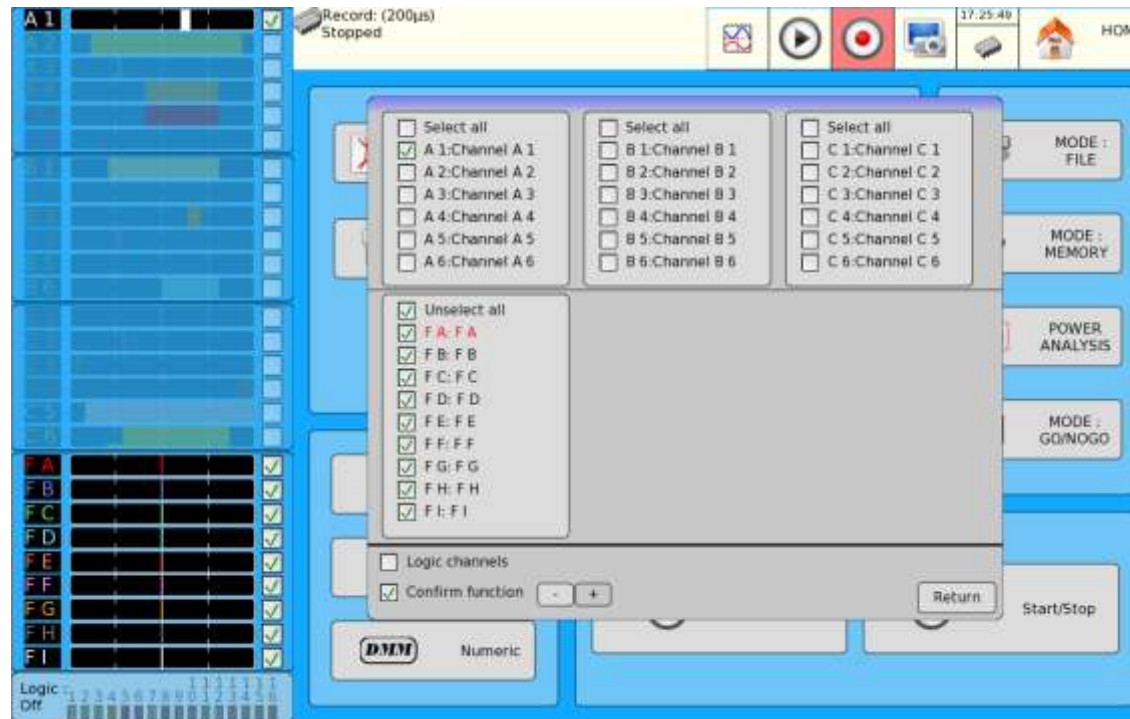 A 1
Record: (200µs)
Stopped
17:25:49
HOM
Select all
A 1:Channel A 1
A 2:Channel A 2
A 3:Channel A 3
A 4:Channel A 4
A 5:Channel A 5
A 6:Channel A 6
Select all
B 1:Channel B 1
B 2:Channel B 2
B 3:Channel B 3
B 4:Channel B 4
B 5:Channel B 5
B 6:Channel B 6
Select all
C 1:Channel C 1
C 2:Channel C 2
C 3:Channel C 3
C 4:Channel C 4
C 5:Channel C 5
C 6:Channel C 6
MODE :
FILE
MODE :
MEMORY
POWER
ANALYSIS
MODE :
GO/NOGO
Unselect all
F A: F A
F B: F B
F C: F C
F D: F D
F E: F E
F F: F F
F G: F G
F H: F H
F I: F I
Logic channels
Confirm function - +
Return
Start/Stop
DMM Numeric
F A
F B
F C
F D
F E
F F
F G
F H
F I
Logic :
Off